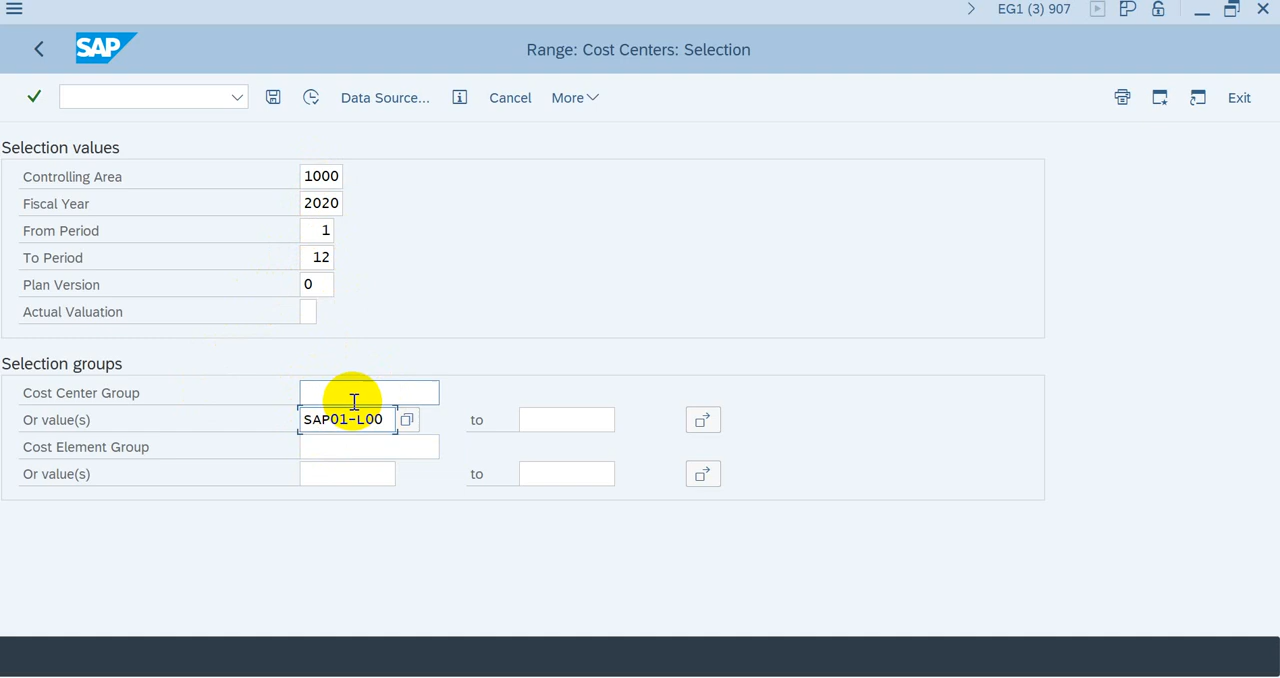 EG1 (3) 907
SAP
Range: Cost Centers: Selection
Data Source... Cancel More Exit
Selection values
Controlling Area 1000
Fiscal Year 2020
From Period 1
To Period 12
Plan Version 0
Actual Valuation
Selection groups
Cost Center Group
Or value(s) SAP01-L00 to
Cost Element Group
Or value(s) to